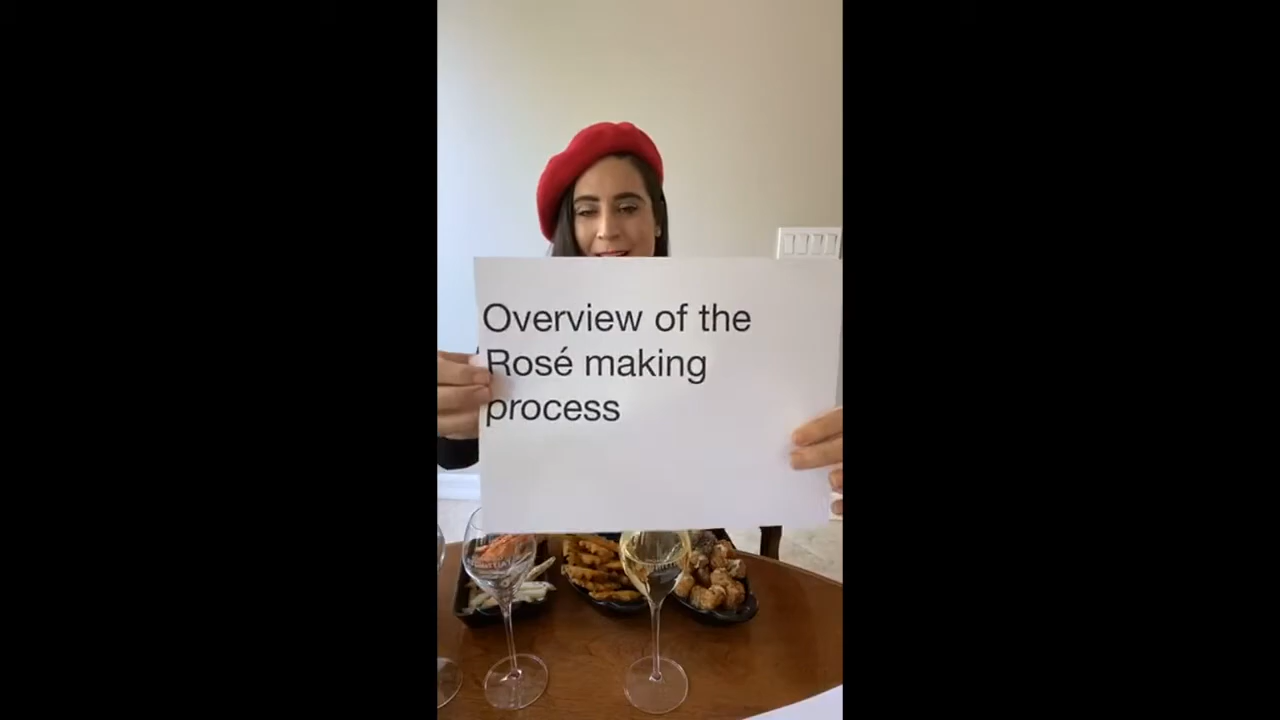 Overview of the
Rosé making
process